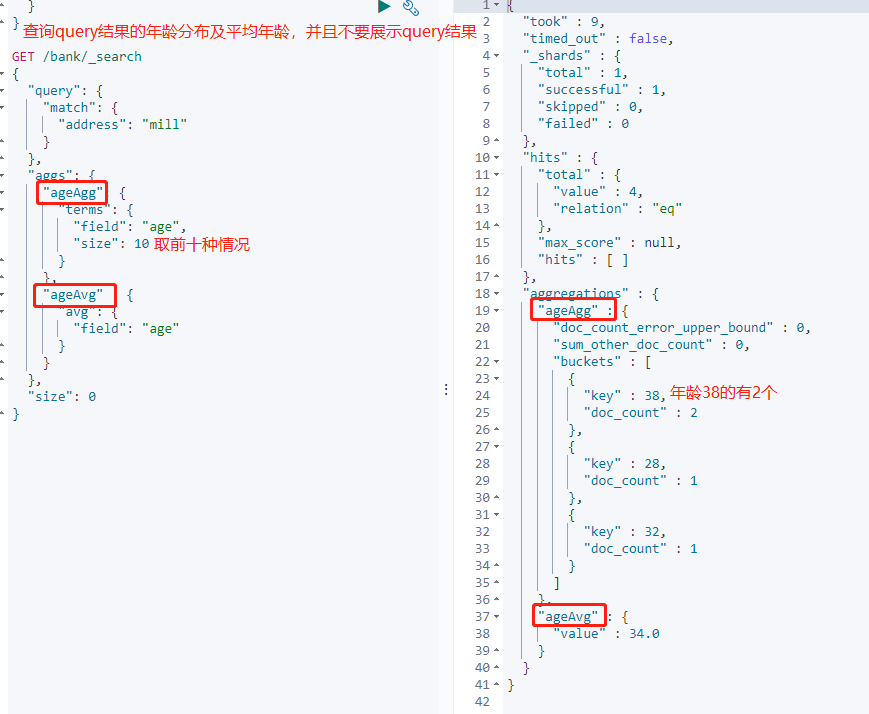 }
}
查询query结果的年龄分布及平均年龄，并且不要展示query结果
GET /bank/_search
{
"query": {
"match": {
"address": "mill"
}
},
"aggs": {
"ageAgg": {
"terms": {
"field": "age",
"size": 10 取前十种情况
}
},
"ageAvg": {
"avg": {
"field": "age"
}
}
},
"size": 0
}
1 {
2 "took" : 9,
3 "timed_out" : false,
4 "_shards" : {
5 "total" : 1,
6 "successful" : 1,
7 "skipped" : 0,
8 "failed" : 0
9 },
10 "hits" : {
11 "total" : {
12 "value" : 4,
13 "relation" : "eq"
14 },
15 "max_score" : null,
16 "hits" : [ ]
17 },
18 "aggregations" : {
19 "ageAgg" : {
20 "doc_count_error_upper_bound" : 0,
21 "sum_other_doc_count" : 0,
22 "buckets" : [
23 {
24 "key" : 38, 年龄38的有2个
25 "doc_count" : 2
26 },
27 {
28 "key" : 28,
29 "doc_count" : 1
30 },
31 {
32 "key" : 32,
33 "doc_count" : 1
34 }
35 ]
36 },
37 "ageAvg" : {
38 "value" : 34.0
39 }
40 }
41 }
42